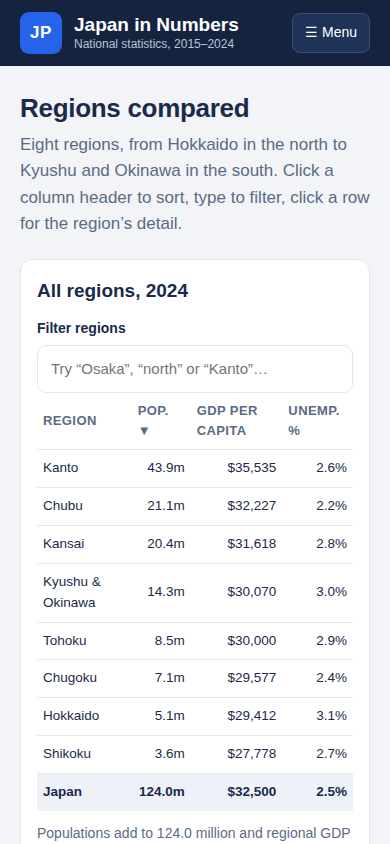 JP
Japan in Numbers
National statistics, 2015–2024
☰ Menu
Regions compared
Eight regions, from Hokkaido in the north to
Kyushu and Okinawa in the south. Click a
column header to sort, type to filter, click a row
for the region’s detail.
All regions, 2024
Filter regions
Try “Osaka”, “north” or “Kanto”…
REGION POP. ▼ GDP PER CAPITA UNEMP. %
Kanto 43.9m $35,535 2.6%
Chubu 21.1m $32,227 2.2%
Kansai 20.4m $31,618 2.8%
Kyushu & Okinawa 14.3m $30,070 3.0%
Tohoku 8.5m $30,000 2.9%
Chugoku 7.1m $29,577 2.4%
Hokkaido 5.1m $29,412 3.1%
Shikoku 3.6m $27,778 2.7%
Japan 124.0m $32,500 2.5%
Populations add to 124.0 million and regional GDP